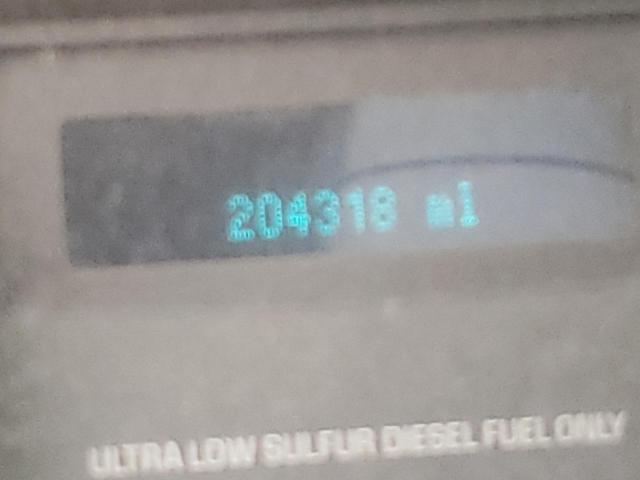 204318 mi
ULTRA LOW SULFUR DIESEL FUEL ONLY